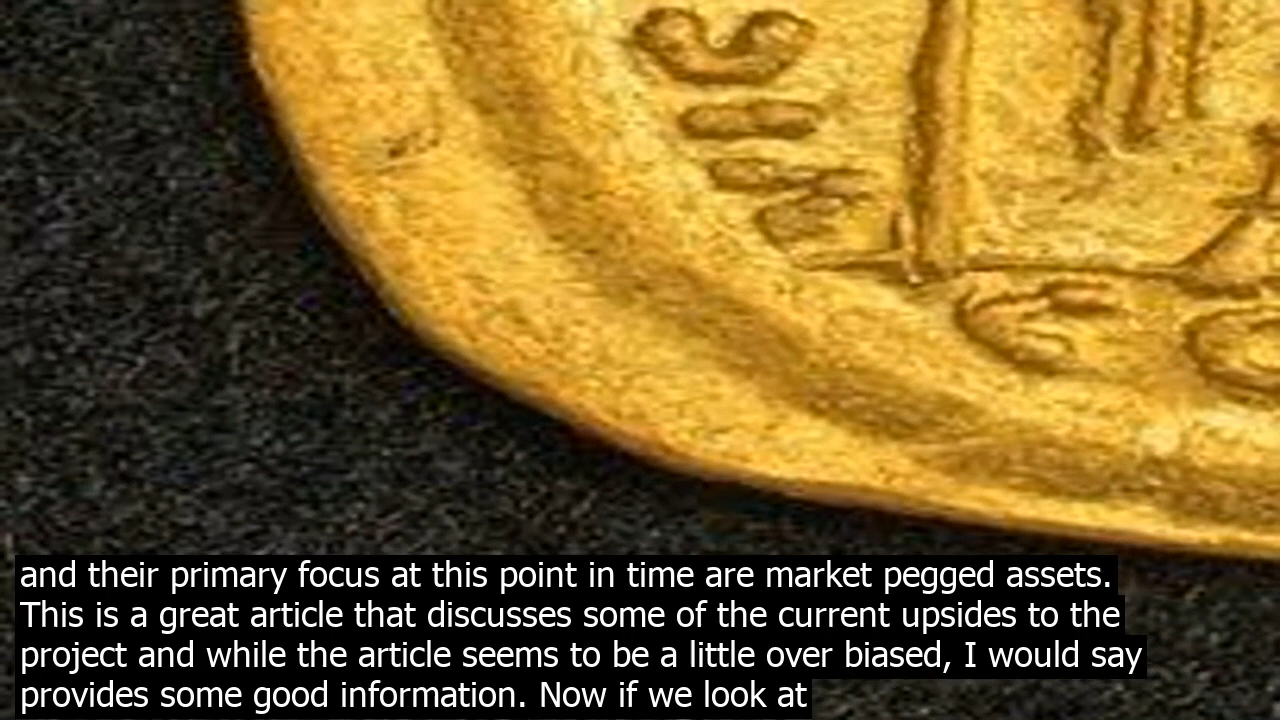 and their primary focus at this point in time are market pegged assets.
This is a great article that discusses some of the current upsides to the
project and while the article seems to be a little over biased, I would say
provides some good information. Now if we look at